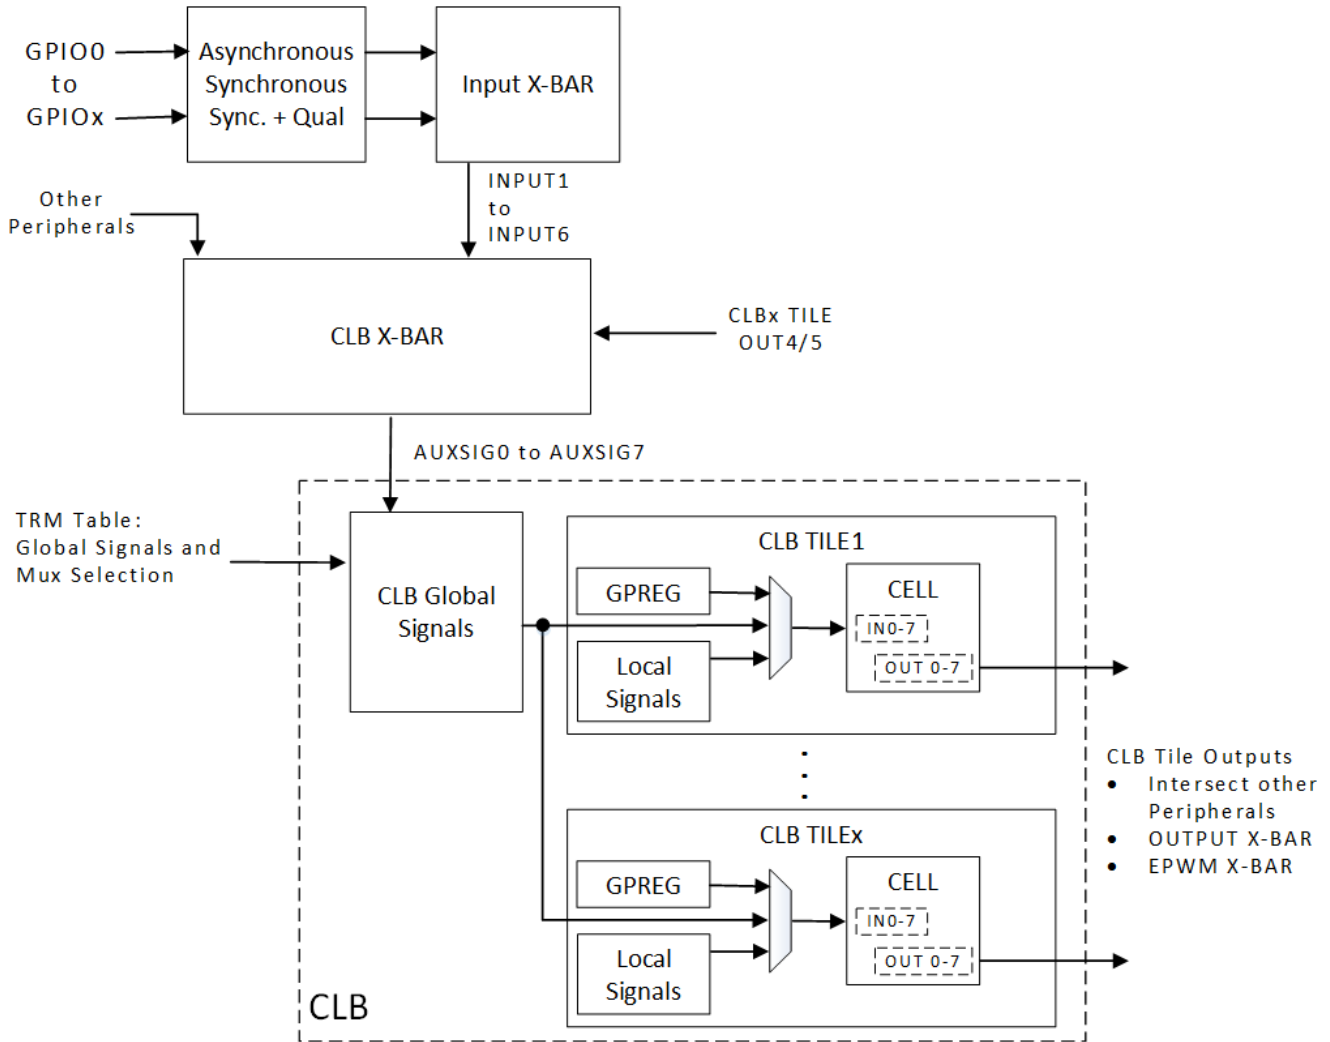 GPIO0
to
GPIOx
Asynchronous
Synchronous
Sync. + Qual
Input X-BAR
Other
Peripherals
INPUT1
to
INPUT6
CLB X-BAR
CLBx TILE
OUT4/5
AUXSIG0 to AUXSIG7
TRM Table:
Global Signals and
Mux Selection
CLB Global
Signals
CLB TILE1
GPREG
Local
Signals
CELL
IN0-7
OUT 0-7
CLB TILEx
GPREG
Local
Signals
CELL
IN0-7
OUT 0-7
CLB
CLB Tile Outputs
• Intersect other
Peripherals
• OUTPUT X-BAR
• EPWM X-BAR